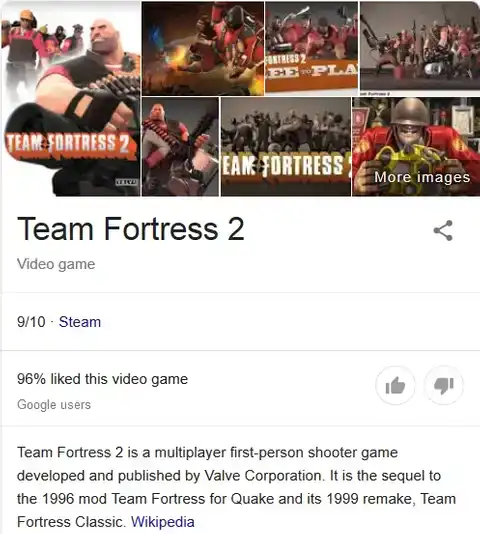 FORTRESS 2
EE TO PLA
TEAM FORTRESS 2
EAM FORTRESS 2
More images
Team Fortress 2
Video game
9/10 · Steam
96% liked this video game
Google users
Team Fortress 2 is a multiplayer first-person shooter game
developed and published by Valve Corporation. It is the sequel to
the 1996 mod Team Fortress for Quake and its 1999 remake, Team
Fortress Classic. Wikipedia